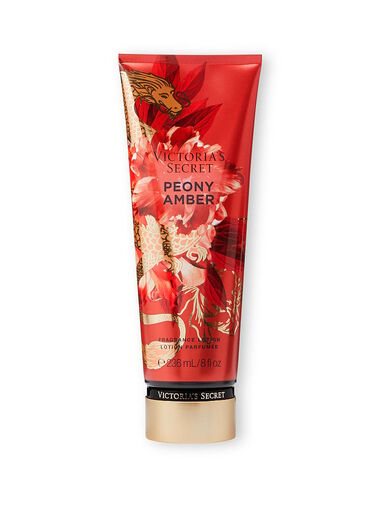 VICTORIA'S
SECRET
PEONY
AMBER
FRAGRANCE LOTION
LOTION PARFUMÉE
℮ 236 mL/8 fl oz
VICTORIA'S SECRET